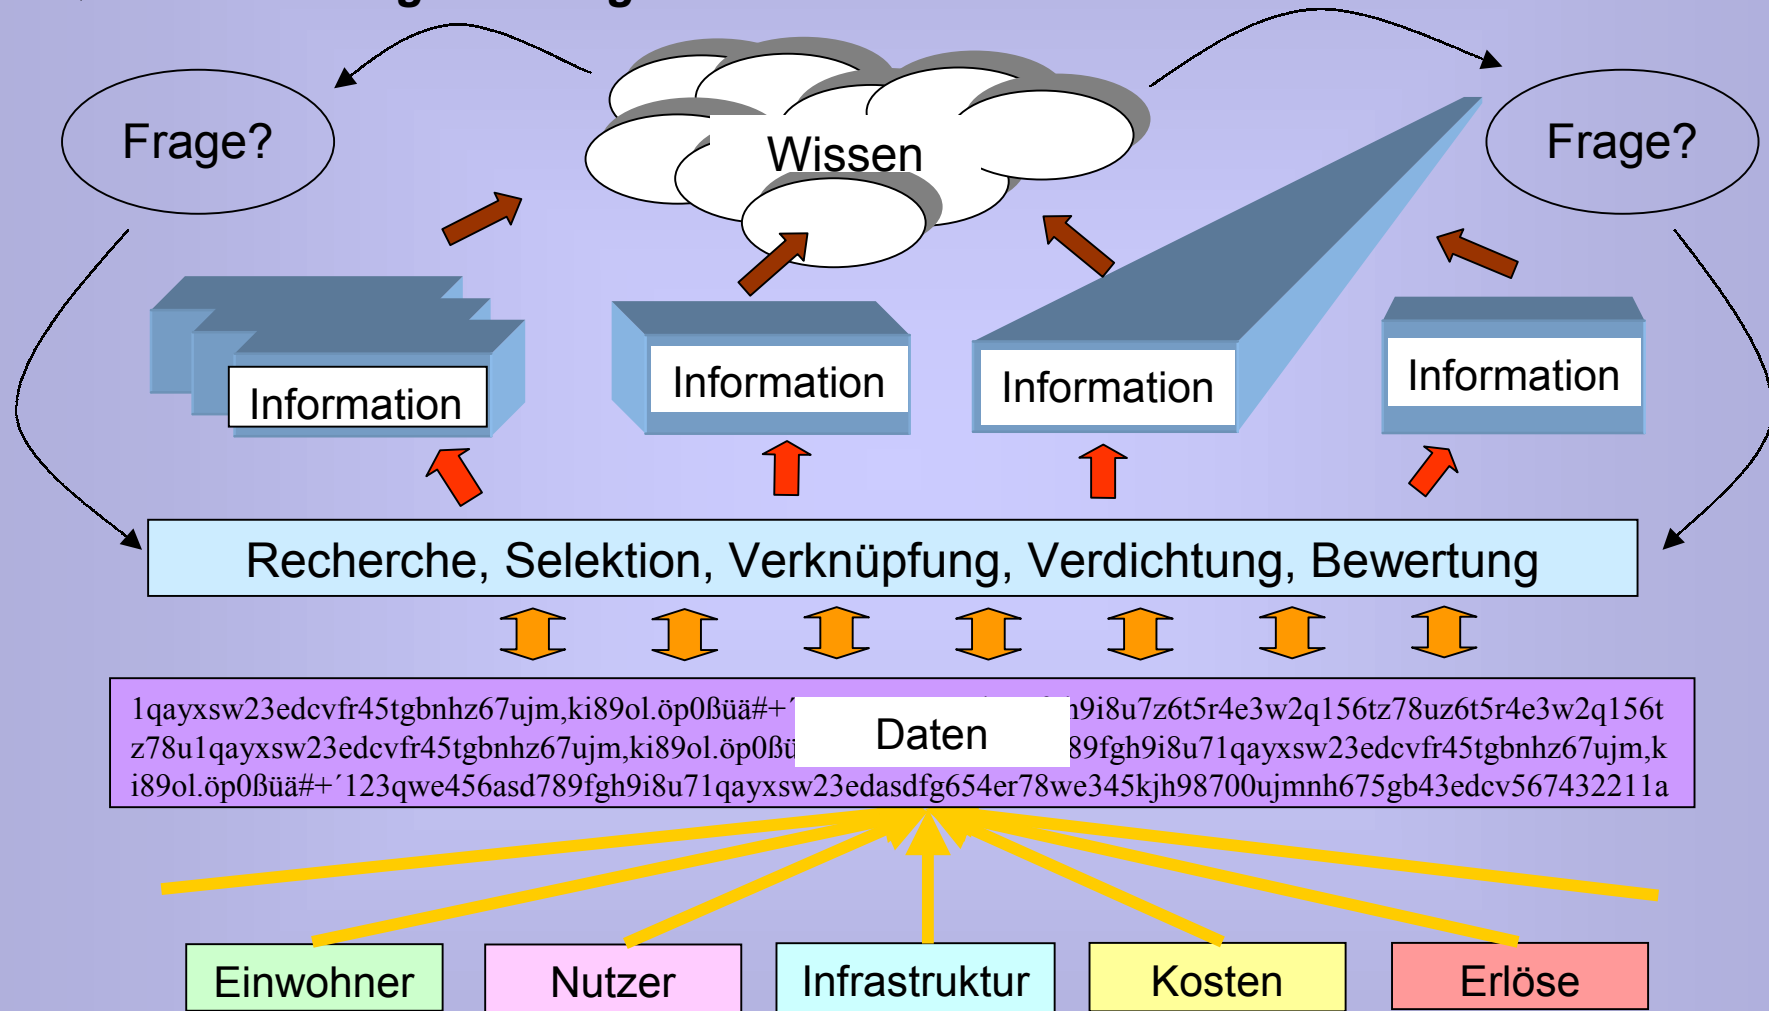 Frage?
Wissen
Frage?
Information
Information
Information
Information
Recherche, Selektion, Verknüpfung, Verdichtung, Bewertung
1qayxsw23edcvfr45tgbnhz67ujm,ki89ol.öp0ßüä#+ h9i8u7z6t5r4e3w2q156tz78uz6t5r4e3w2q156t
Daten
z78u1qayxsw23edcvfr45tgbnhz67ujm,ki89ol.öp0ßü 89fgh9i8u71qayxsw23edcvfr45tgbnhz67ujm,k
i89ol.öp0ßüä#+´123qwe456asd789fgh9i8u71qayxsw23edasdfg654er78we345kjh98700ujmnh675gb43edcv567432211a
Einwohner
Nutzer
Infrastruktur
Kosten
Erlöse